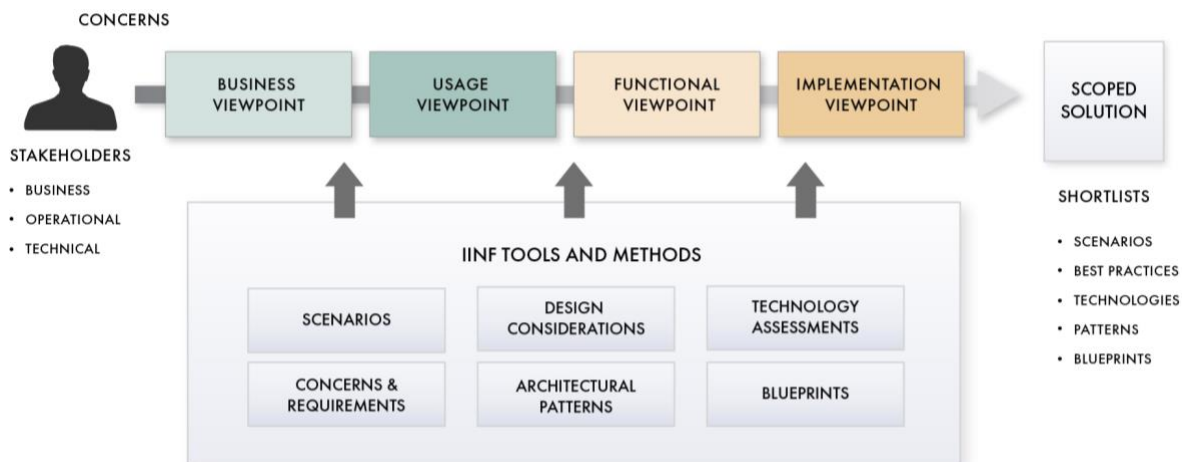 CONCERNS
STAKEHOLDERS
• BUSINESS
• OPERATIONAL
• TECHNICAL
BUSINESS
VIEWPOINT
USAGE
VIEWPOINT
FUNCTIONAL
VIEWPOINT
IMPLEMENTATION
VIEWPOINT
SCOPED
SOLUTION
SHORTLISTS
• SCENARIOS
• BEST PRACTICES
• TECHNOLOGIES
• PATTERNS
• BLUEPRINTS
IINF TOOLS AND METHODS
SCENARIOS
DESIGN
CONSIDERATIONS
TECHNOLOGY
ASSESSMENTS
CONCERNS &
REQUIREMENTS
ARCHITECTURAL
PATTERNS
BLUEPRINTS